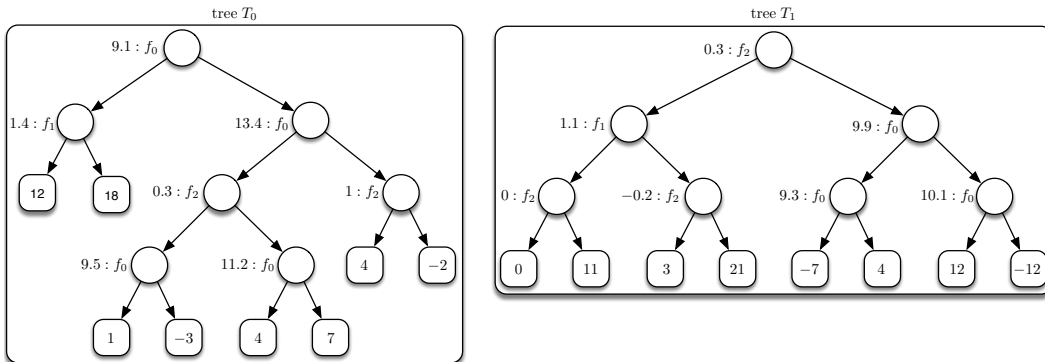 tree T₀
9.1 : f₀
1.4 : f₁
13.4 : f₀
12
18
0.3 : f₂
1 : f₂
9.5 : f₀
11.2 : f₀
4
−2
1
−3
4
7
tree T₁
0.3 : f₂
1.1 : f₁
9.9 : f₀
0 : f₂
−0.2 : f₂
9.3 : f₀
10.1 : f₀
0
11
3
21
−7
4
12
−12